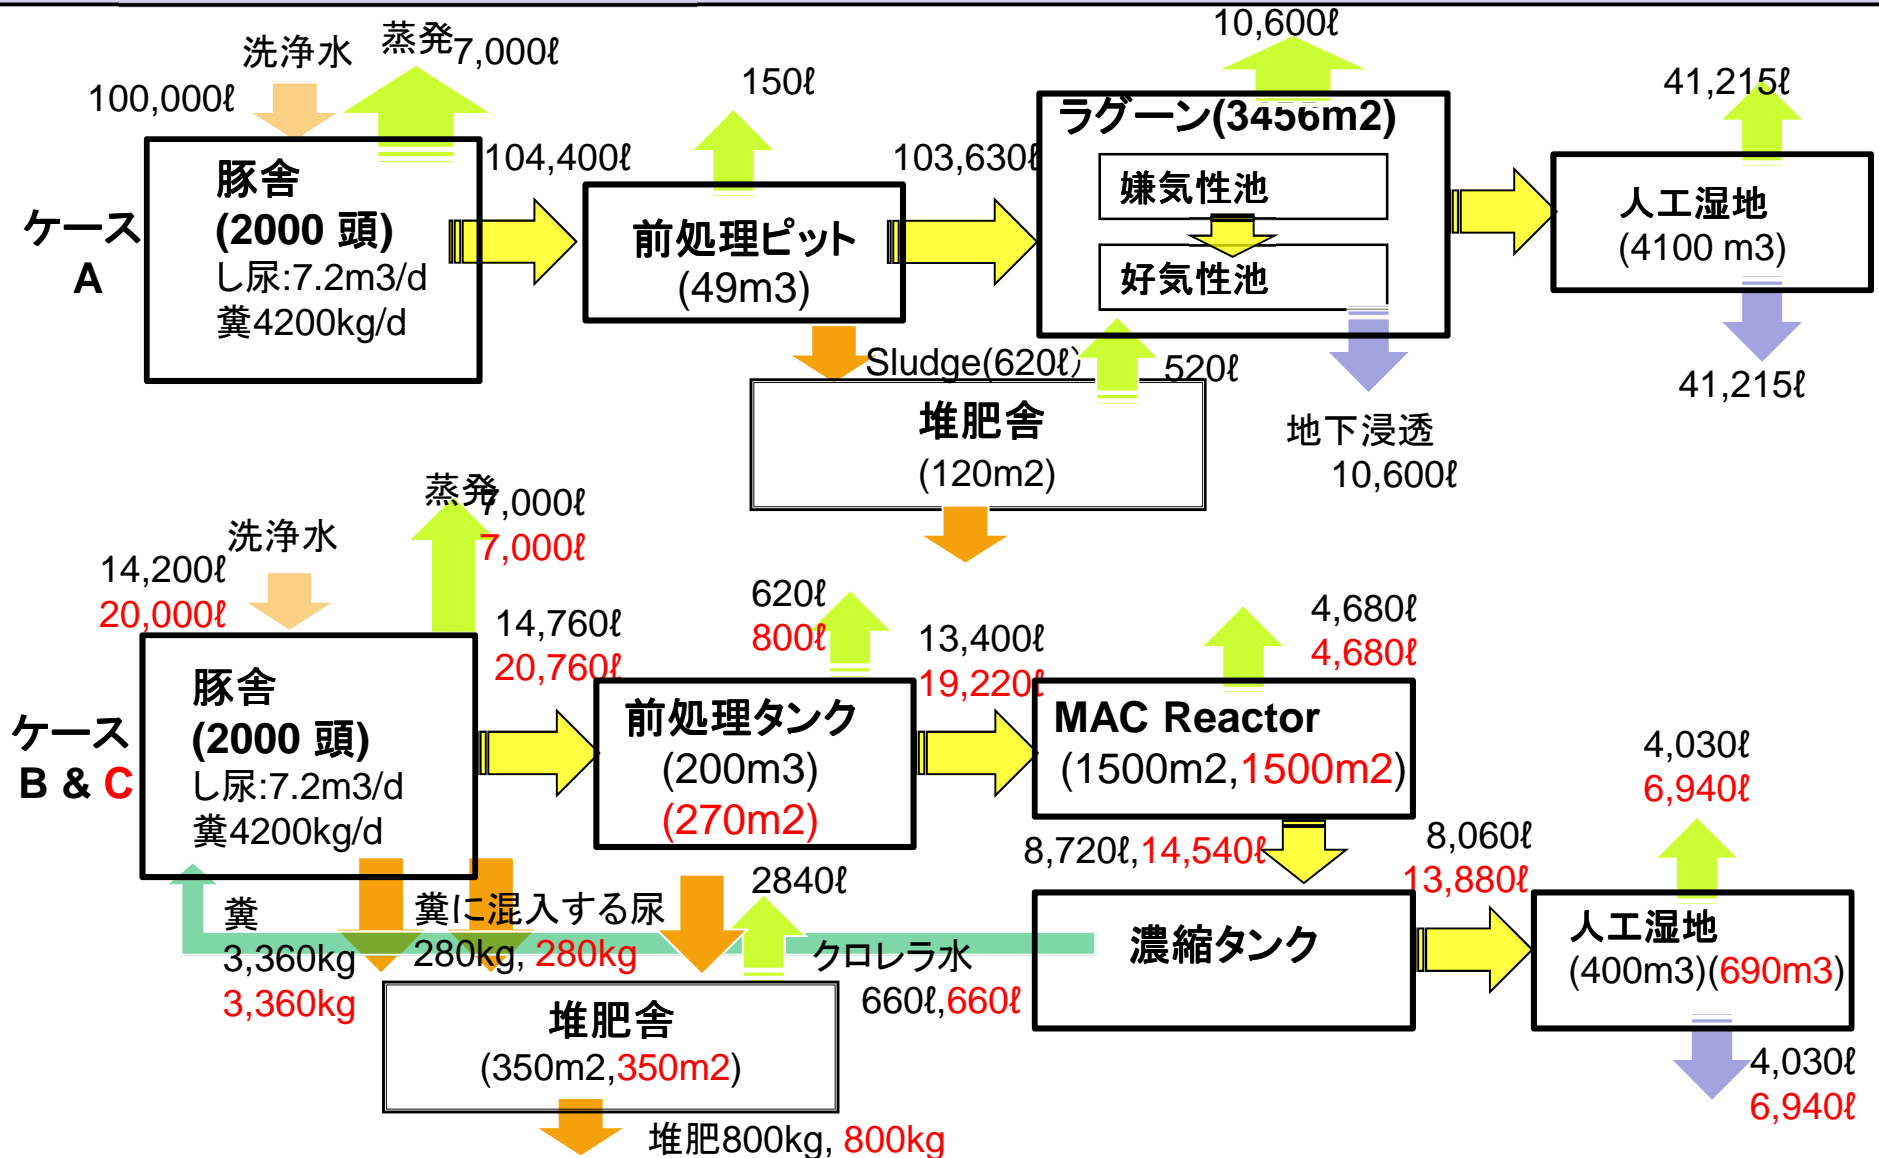 洗浄水
蒸発
7,000ℓ
100,000ℓ
150ℓ
10,600ℓ
41,215ℓ
ケース
A
豚舎
(2000 頭)
し尿:7.2m3/d
糞4200kg/d
104,400ℓ
前処理ピット
(49m3)
103,630ℓ
ラグーン(3456m2)
嫌気性池
好気性池
人工湿地
(4100 m3)
41,215ℓ
Sludge(620ℓ)
520ℓ
堆肥舎
(120m2)
地下浸透
10,600ℓ
蒸発
7,000ℓ
7,000ℓ
洗浄水
14,200ℓ
20,000ℓ
ケース
B & C
豚舎
(2000 頭)
し尿:7.2m3/d
糞4200kg/d
14,760ℓ
20,760ℓ
620ℓ
800ℓ
前処理タンク
(200m3)
(270m2)
13,400ℓ
19,220ℓ
4,680ℓ
4,680ℓ
MAC Reactor
(1500m2,1500m2)
8,720ℓ,14,540ℓ
濃縮タンク
8,060ℓ
13,880ℓ
4,030ℓ
6,940ℓ
人工湿地
(400m3)(690m3)
4,030ℓ
6,940ℓ
糞
3,360kg
3,360kg
糞に混入する尿
280kg, 280kg
2840ℓ
クロレラ水
660ℓ,660ℓ
堆肥舎
(350m2,350m2)
堆肥800kg, 800kg